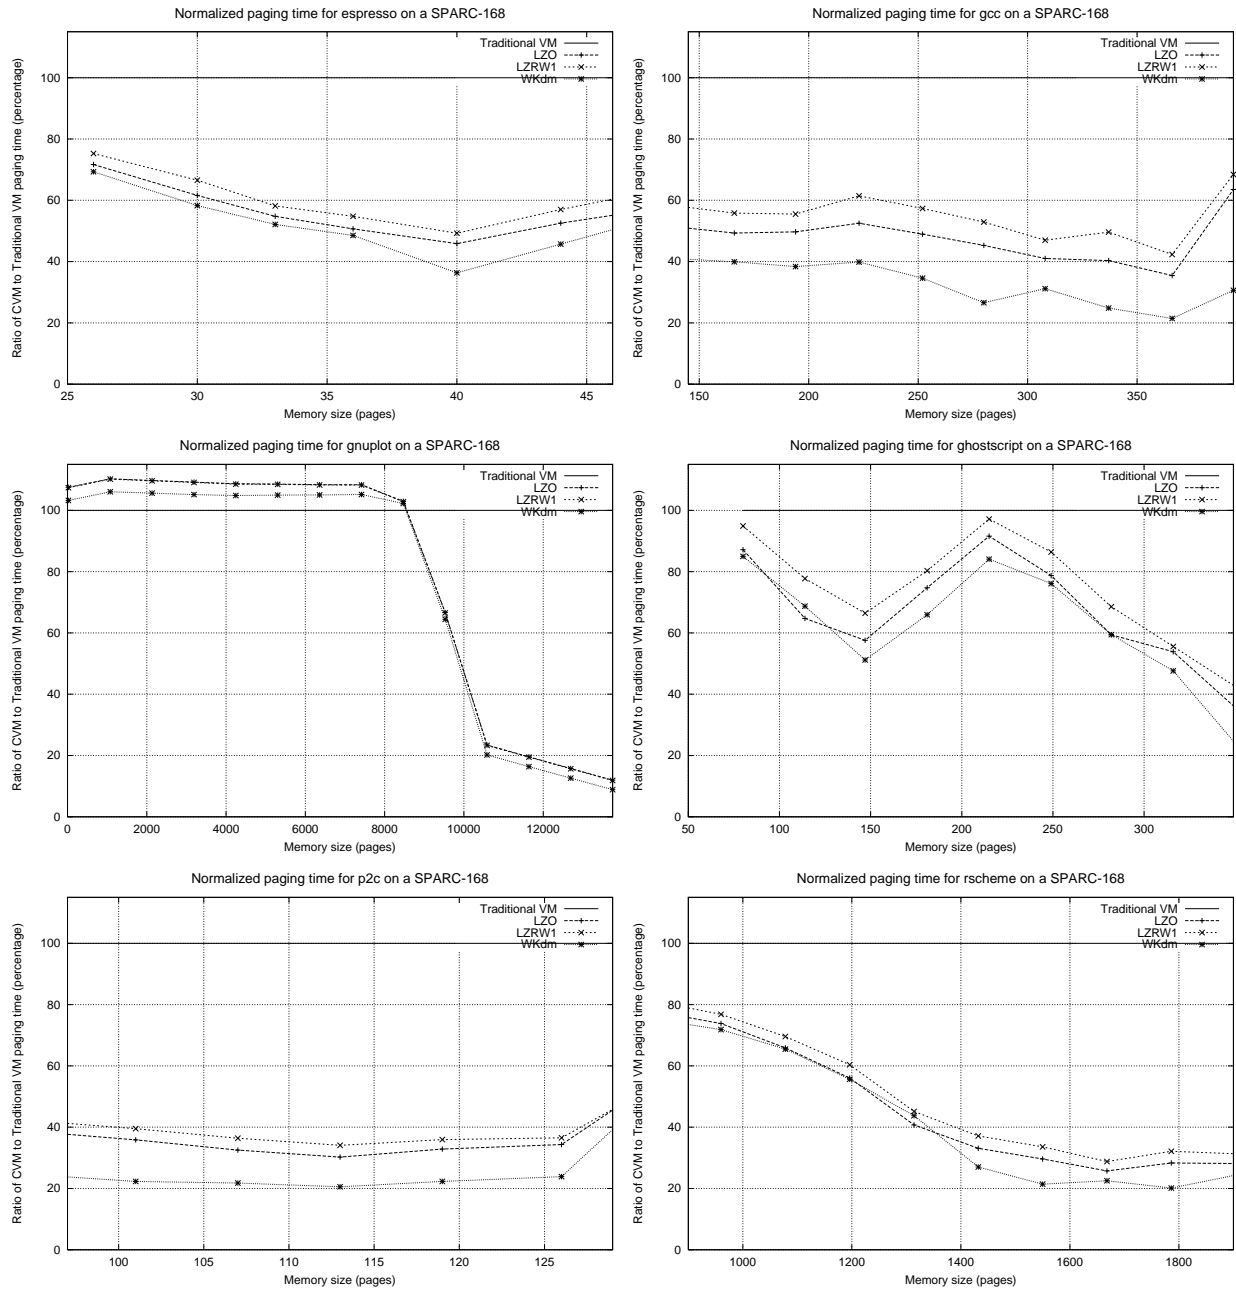 Normalized paging time for espresso on a SPARC-168
Traditional VM
LZO
LZRW1
WKdm
Ratio of CVM to Traditional VM paging time (percentage)
100
80
60
40
20
0
25 30 35 40 45
Memory size (pages)
Normalized paging time for gcc on a SPARC-168
Traditional VM
LZO
LZRW1
WKdm
Ratio of CVM to Traditional VM paging time (percentage)
100
80
60
40
20
0
150 200 250 300 350
Memory size (pages)
Normalized paging time for gnuplot on a SPARC-168
Traditional VM
LZO
LZRW1
WKdm
Ratio of CVM to Traditional VM paging time (percentage)
100
80
60
40
20
0
0 2000 4000 6000 8000 10000 12000
Memory size (pages)
Normalized paging time for ghostscript on a SPARC-168
Traditional VM
LZO
LZRW1
WKdm
Ratio of CVM to Traditional VM paging time (percentage)
100
80
60
40
20
0
50 100 150 200 250 300
Memory size (pages)
Normalized paging time for p2c on a SPARC-168
Traditional VM
LZO
LZRW1
WKdm
Ratio of CVM to Traditional VM paging time (percentage)
100
80
60
40
20
0
100 105 110 115 120 125
Memory size (pages)
Normalized paging time for rscheme on a SPARC-168
Traditional VM
LZO
LZRW1
WKdm
Ratio of CVM to Traditional VM paging time (percentage)
100
80
60
40
20
0
1000 1200 1400 1600 1800
Memory size (pages)